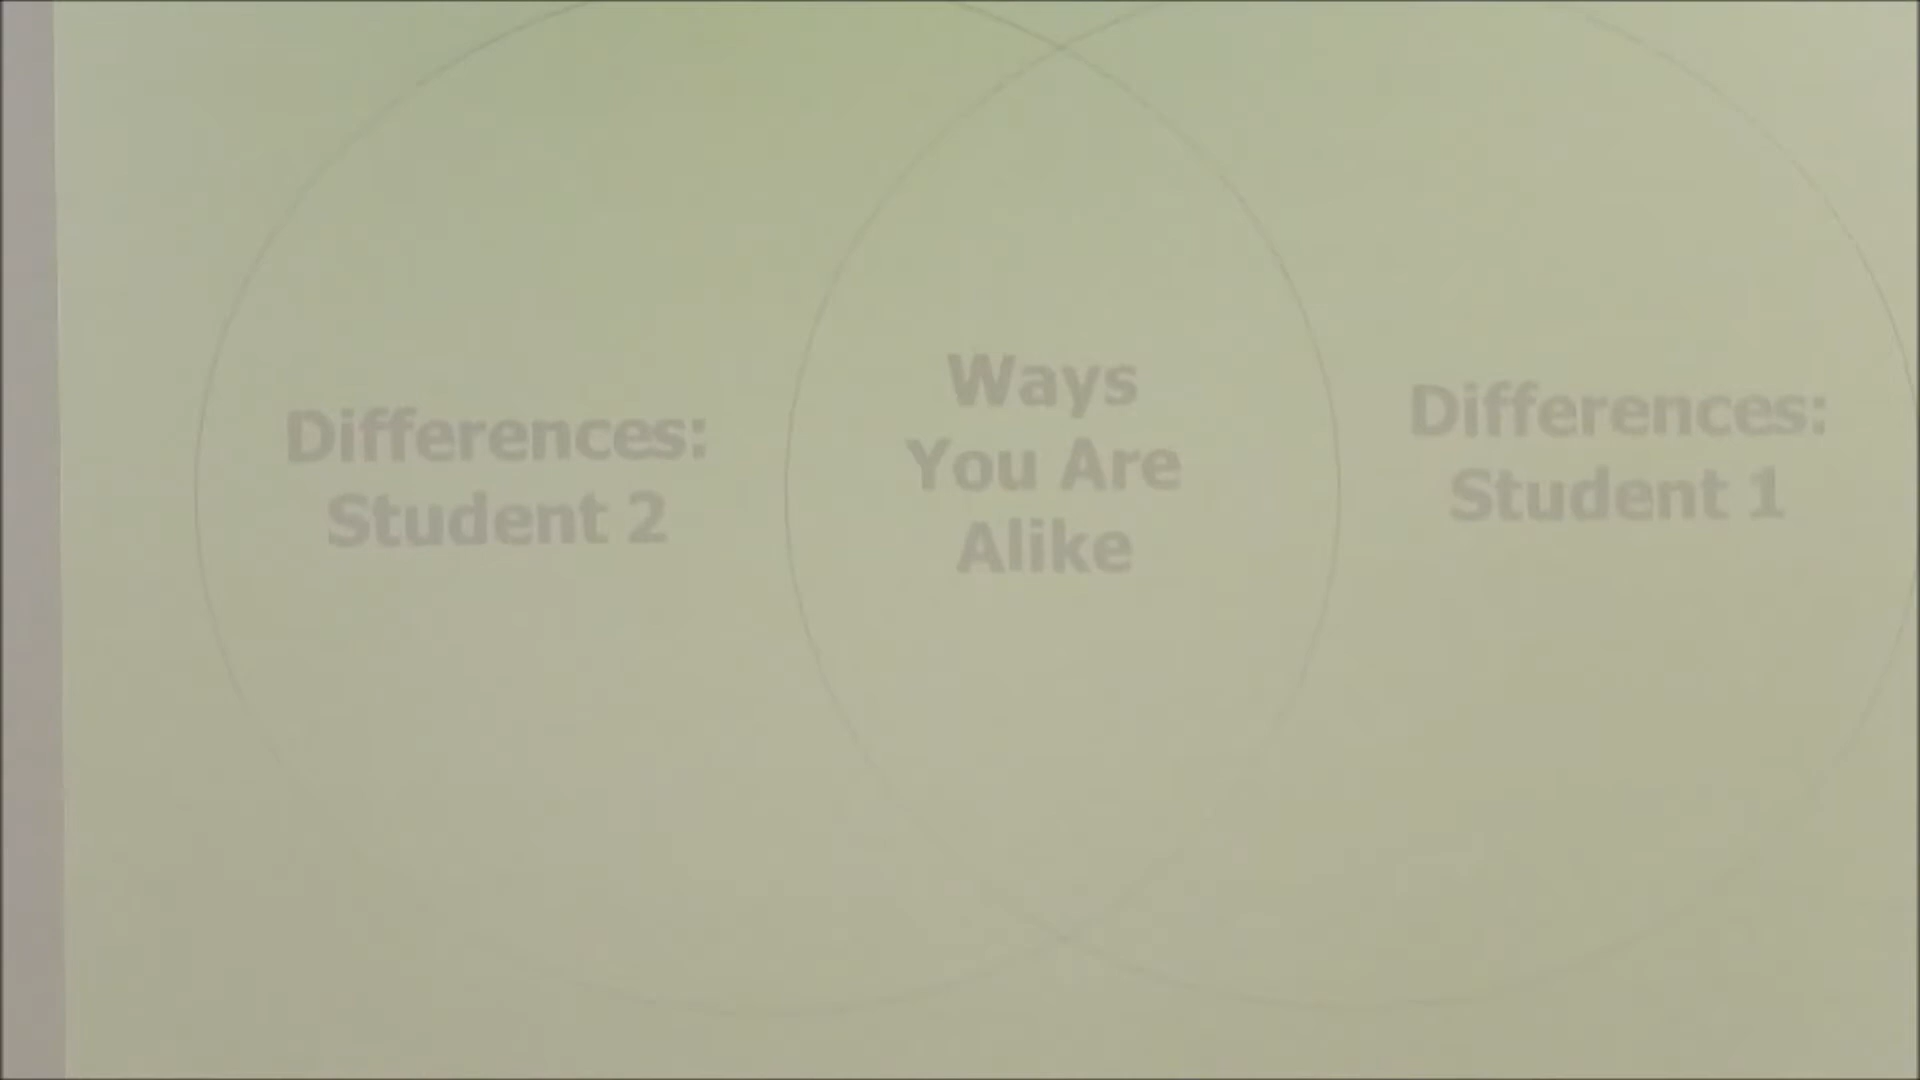 Differences:
Student 2
Ways
You Are
Alike
Differences:
Student 1